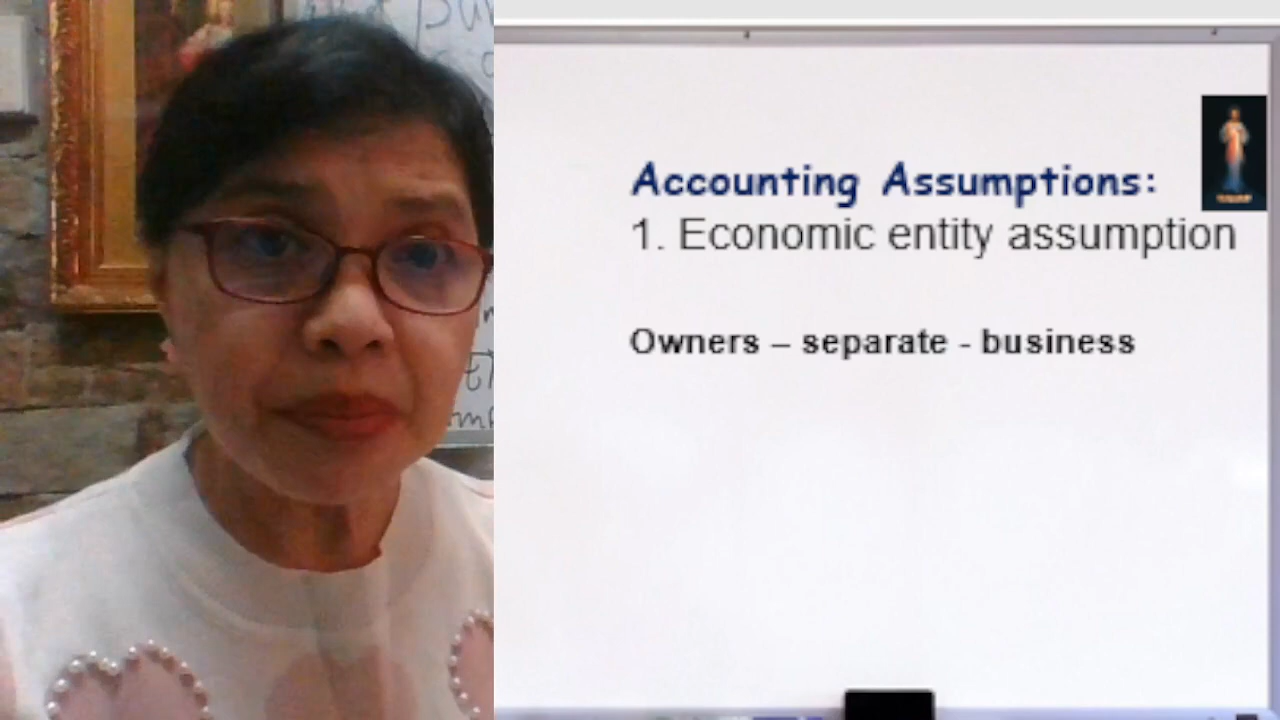 Accounting Assumptions:
1. Economic entity assumption
Owners – separate - business